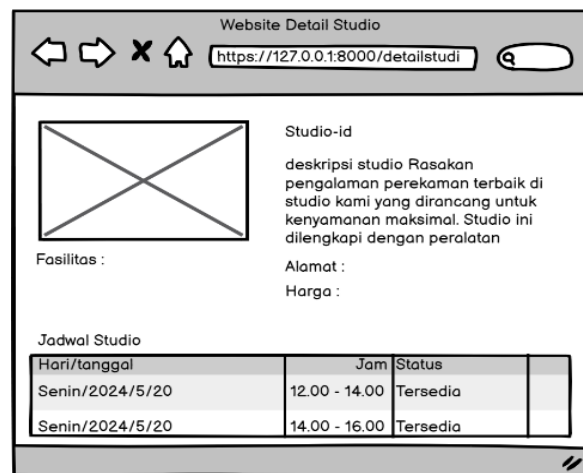 Website Detail Studio
https://127.0.0.1:8000/detailstudi
Studio-id
deskripsi studio Rasakan
pengalaman perekaman terbaik di
studio kami yang dirancang untuk
kenyamanan maksimal. Studio ini
dilengkapi dengan peralatan
Fasilitas :
Alamat :
Harga :
Jadwal Studio
Hari/tanggal Jam Status
Senin/2024/5/20 12.00 - 14.00 Tersedia
Senin/2024/5/20 14.00 - 16.00 Tersedia